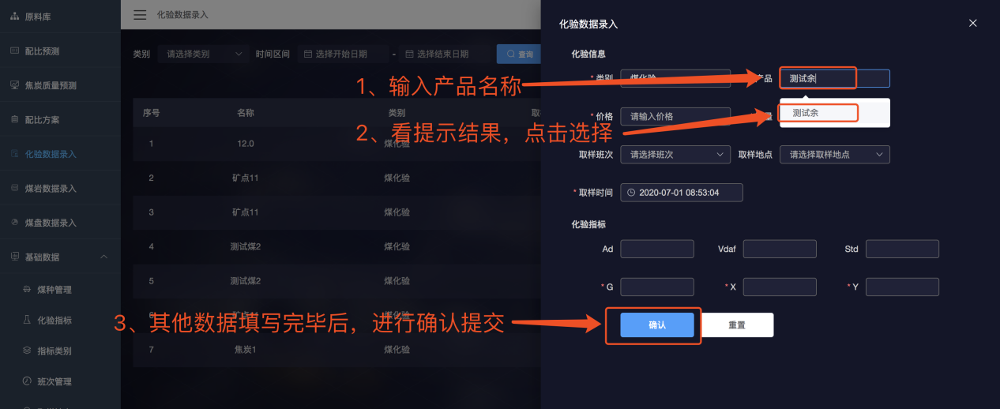 原料库
配比预测
焦炭质量预测
配比方案
化验数据录入
煤岩数据录入
煤盘数据录入
基础数据
煤种管理
化验指标
指标类别
班次管理
化验数据录入
类别 请选择类别 时间区间 选择开始日期 - 选择结束日期 查询
序号 名称 类别 取
1 12.0 煤化验
2 矿点11 煤化验
3 矿点11 煤化验
4 测试煤2 煤化验
5 测试煤2 煤化验
6
7 焦炭1 煤化验
化验数据录入
化验信息
* 类别 煤化验 产品 测试余
测试余
* 价格 请输入价格 量
取样班次 请选择班次 取样地点 请选择取样地点
* 取样时间 2020-07-01 08:53:04
化验指标
Ad Vdaf Std
* G * X * Y
确认 重置
1、输入产品名称
2、看提示结果，点击选择
3、其他数据填写完毕后，进行确认提交